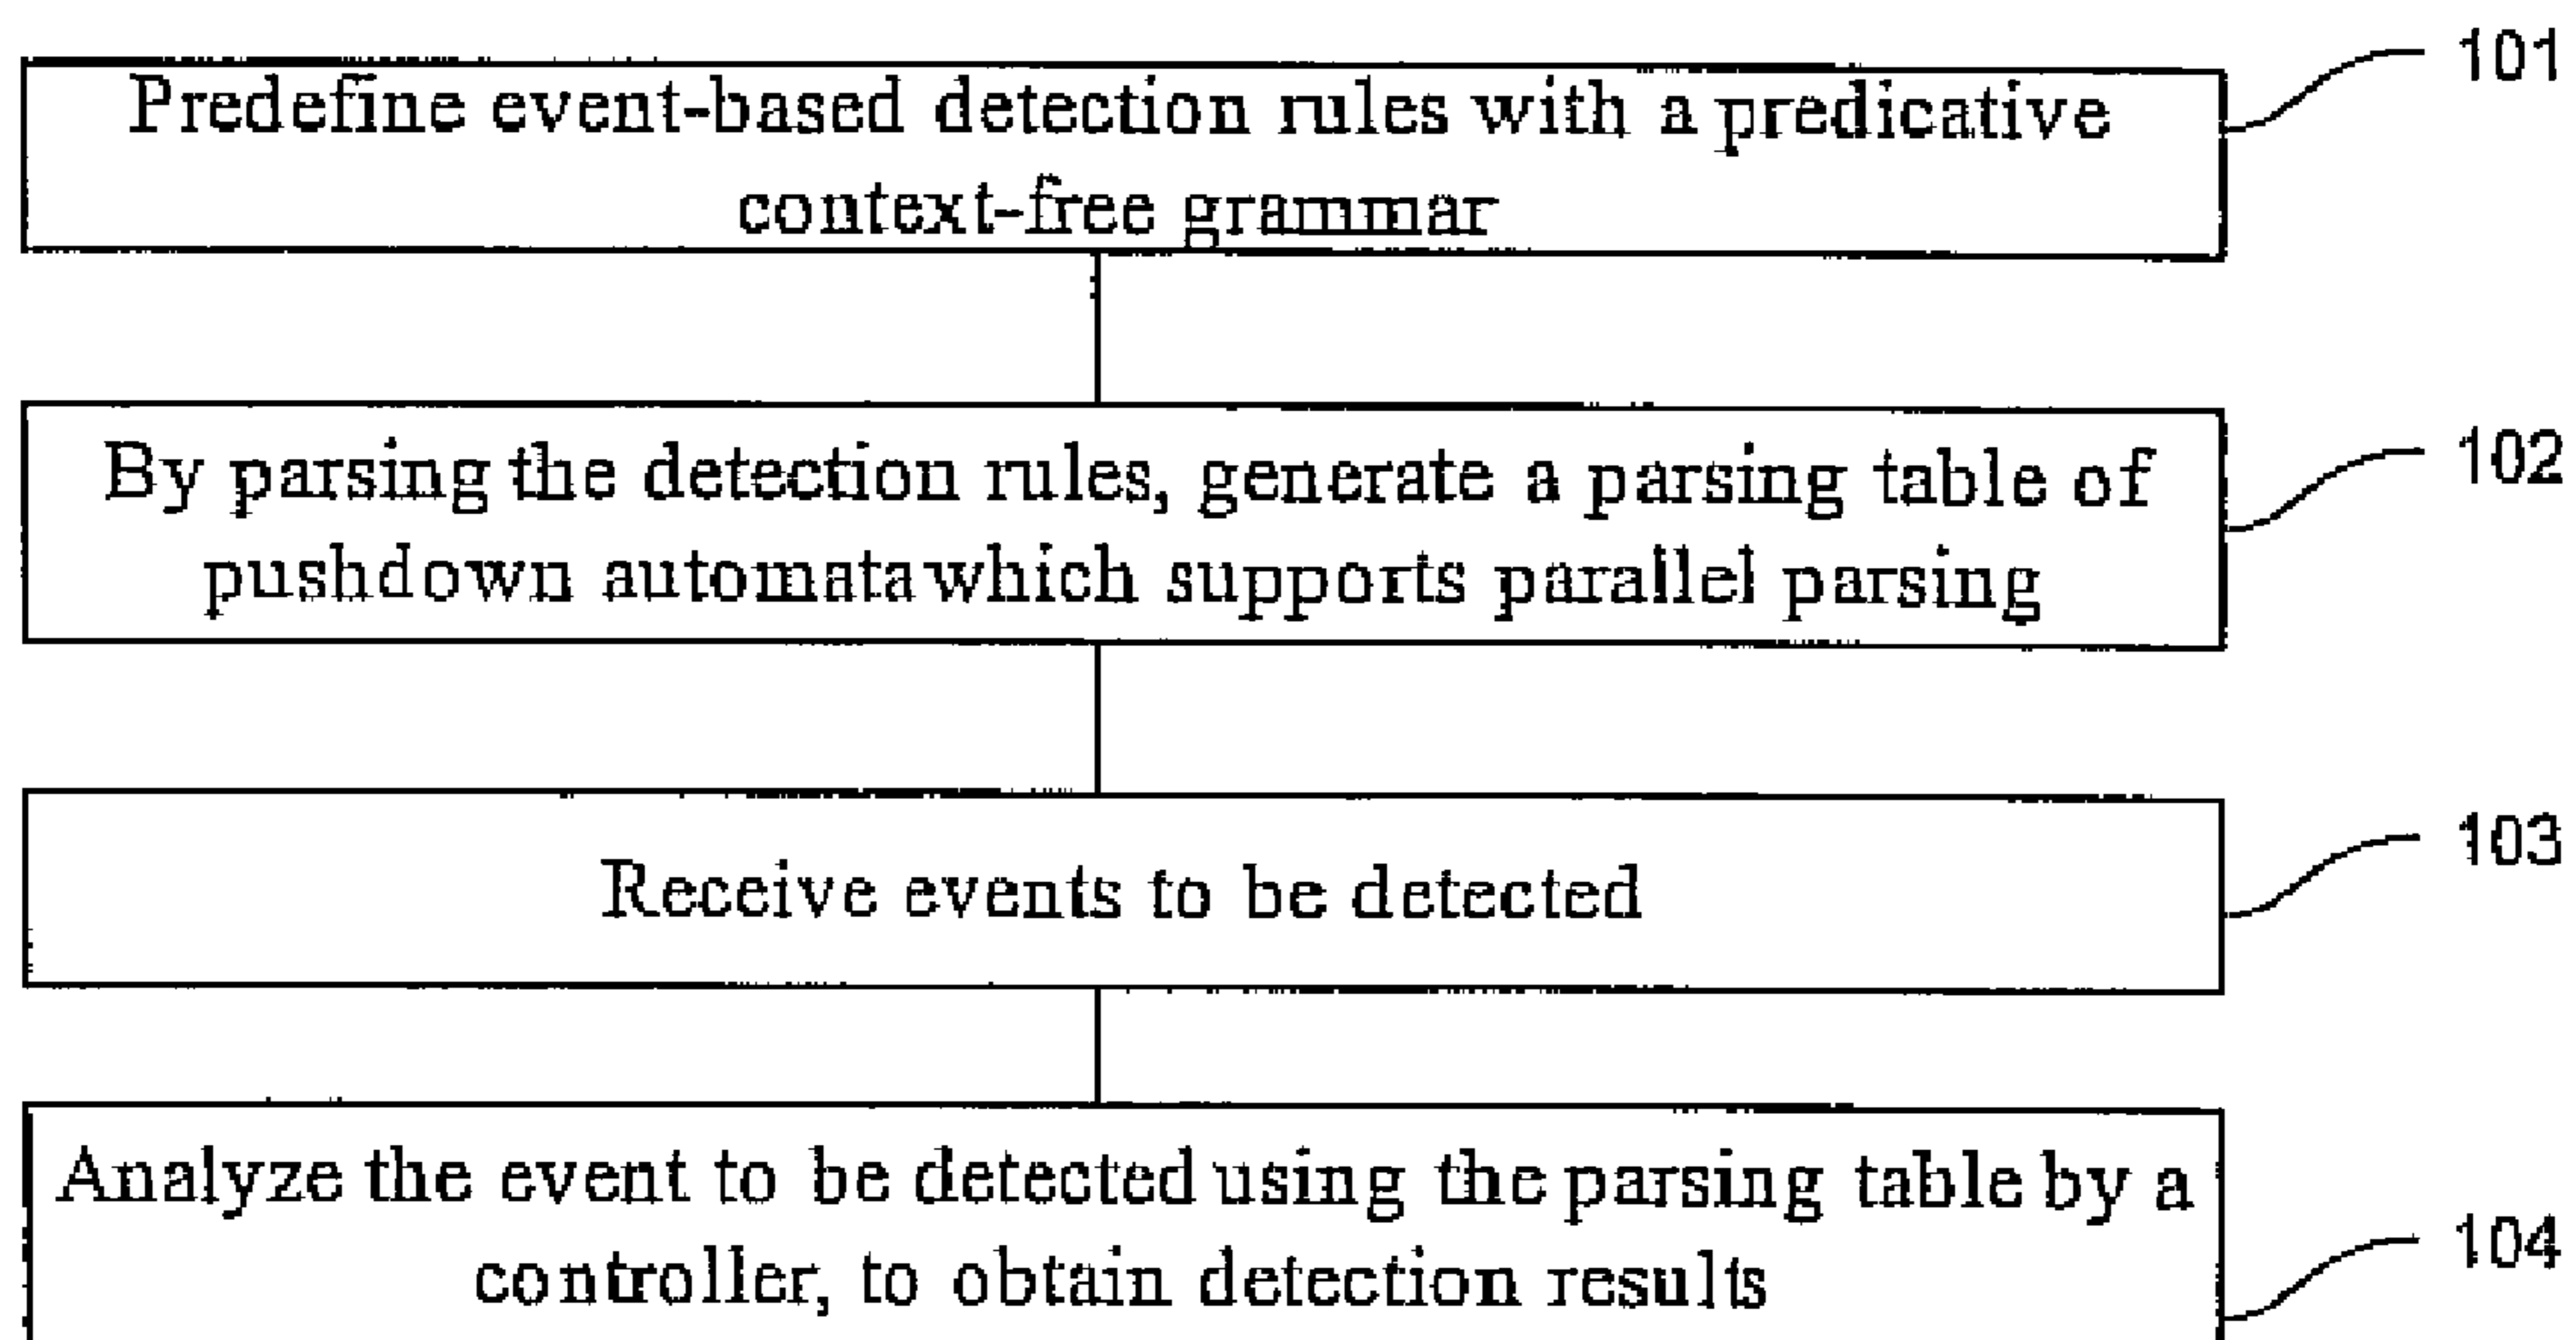 101
Predefine event-based detection rules with a predicative
context-free grammar
102
By parsing the detection rules, generate a parsing table of
pushdown automata which supports parallel parsing
103
Receive events to be detected
Analyze the event to be detected using the parsing table by a
104
controller, to obtain detection results